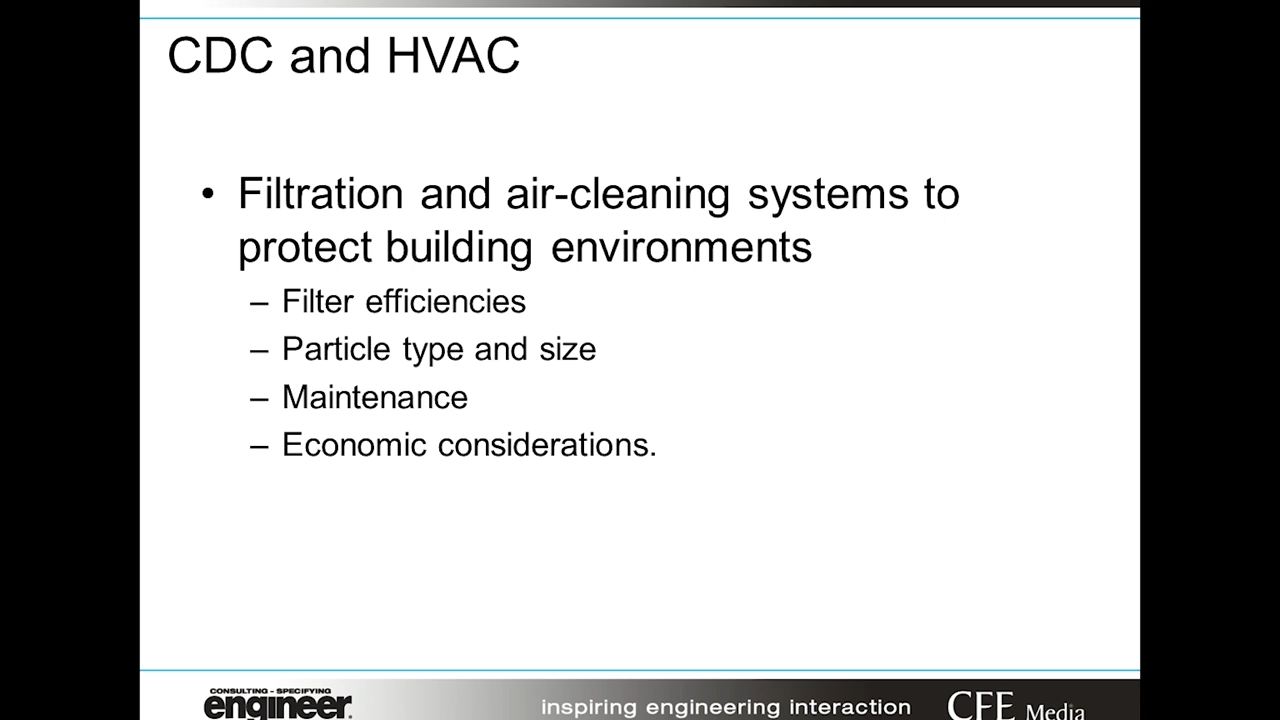 CDC and HVAC
• Filtration and air-cleaning systems to
protect building environments
– Filter efficiencies
– Particle type and size
– Maintenance
– Economic considerations.
CONSULTING - SPECIFYING
engineer.
inspiring engineering interaction
CFE Media